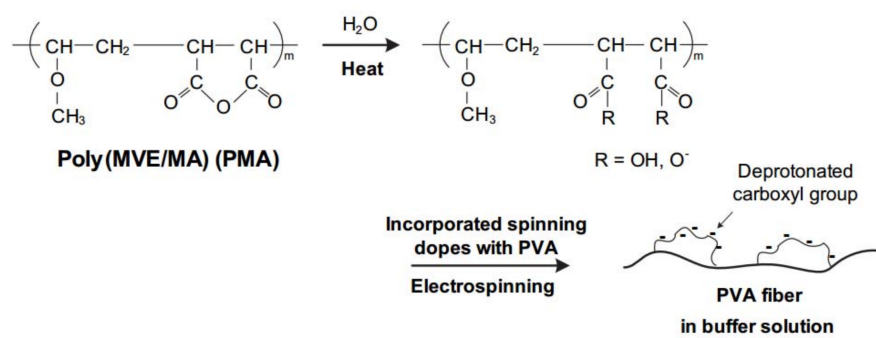 CH CH₂ CH CH m
O C C
O O O
CH₃
Poly(MVE/MA) (PMA)
H₂O
Heat
CH CH₂ CH CH m
O C C
O O
R R
CH₃
R = OH, O⁻
Incorporated spinning
dopes with PVA
Electrospinning
Deprotonated
carboxyl group
- - - - - - - - -
PVA fiber
in buffer solution